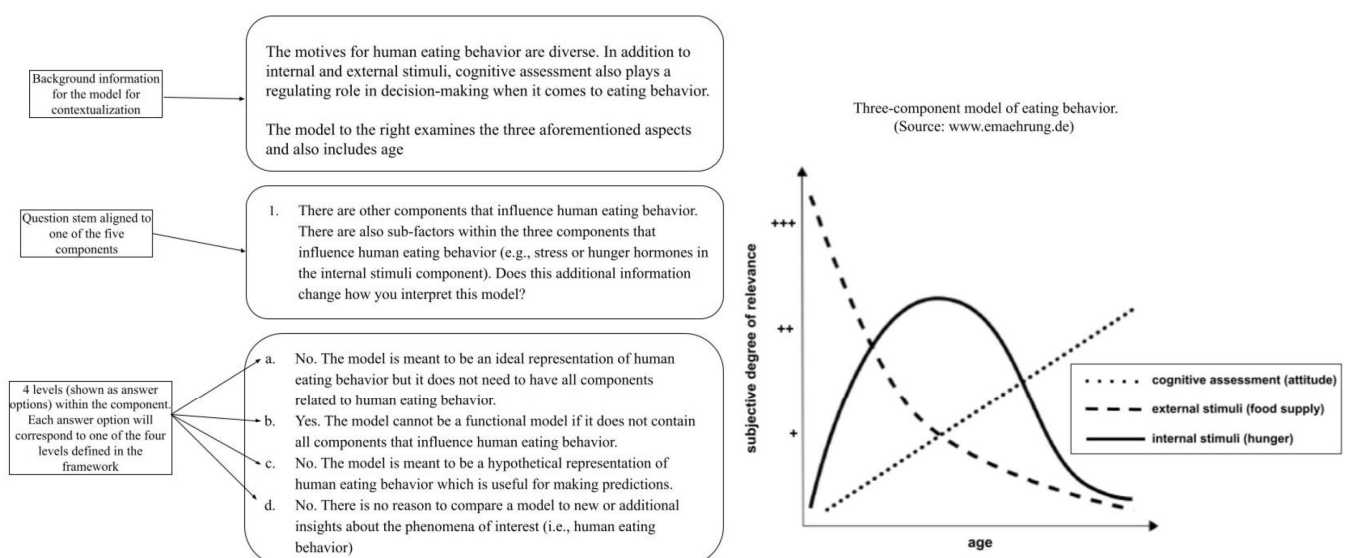 Background information
for the model for
contextualization
The motives for human eating behavior are diverse. In addition to
internal and external stimuli, cognitive assessment also plays a
regulating role in decision-making when it comes to eating behavior.
The model to the right examines the three aforementioned aspects
and also includes age
Question stem aligned to
one of the five
components
1. There are other components that influence human eating behavior.
There are also sub-factors within the three components that
influence human eating behavior (e.g., stress or hunger hormones in
the internal stimuli component). Does this additional information
change how you interpret this model?
4 levels (shown as answer
options) within the component.
Each answer option will
correspond to one of the four
levels defined in the
framework
a. No. The model is meant to be an ideal representation of human
eating behavior but it does not need to have all components
related to human eating behavior.
b. Yes. The model cannot be a functional model if it does not contain
all components that influence human eating behavior.
c. No. The model is meant to be a hypothetical representation of
human eating behavior which is useful for making predictions.
d. No. There is no reason to compare a model to new or additional
insights about the phenomena of interest (i.e., human eating
behavior)
Three-component model of eating behavior.
(Source: www.emaehrung.de)
subjective degree of relevance
+++
++
+
age
cognitive assessment (attitude)
external stimuli (food supply)
internal stimuli (hunger)